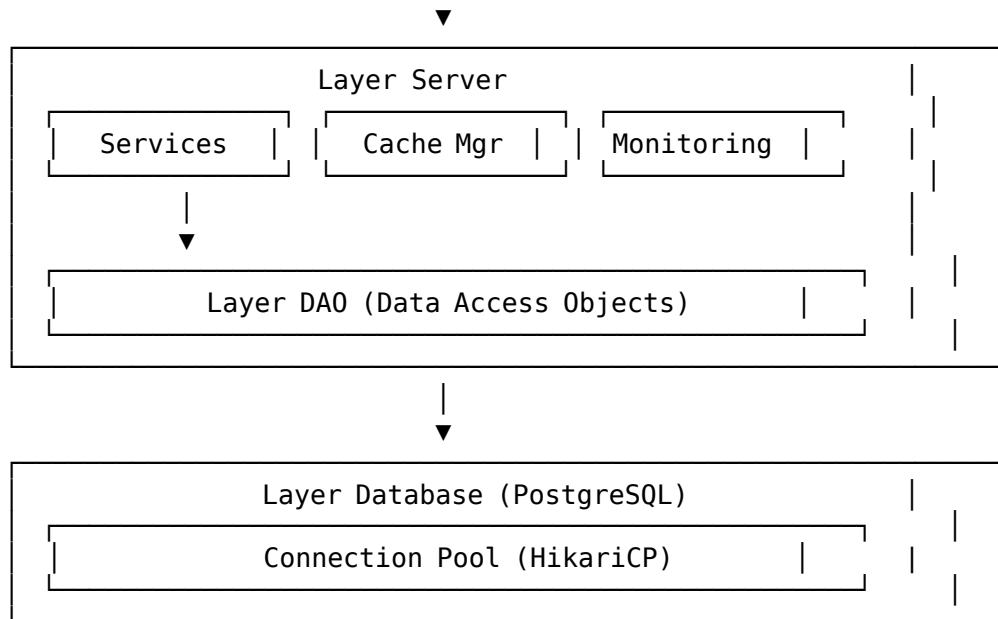 Layer Server
Services Cache Mgr Monitoring
Layer DAO (Data Access Objects)
Layer Database (PostgreSQL)
Connection Pool (HikariCP)